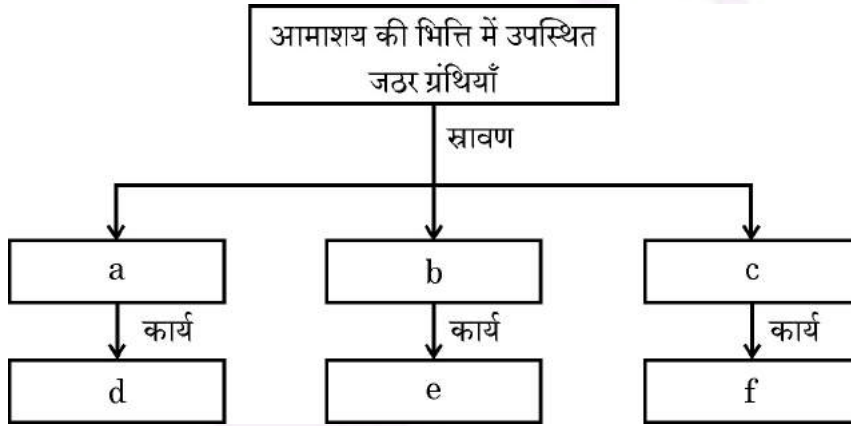 आमाशय की भित्ति में उपस्थित
जठर ग्रंथियाँ
स्रावण
a
b
c
कार्य
कार्य
कार्य
d
e
f